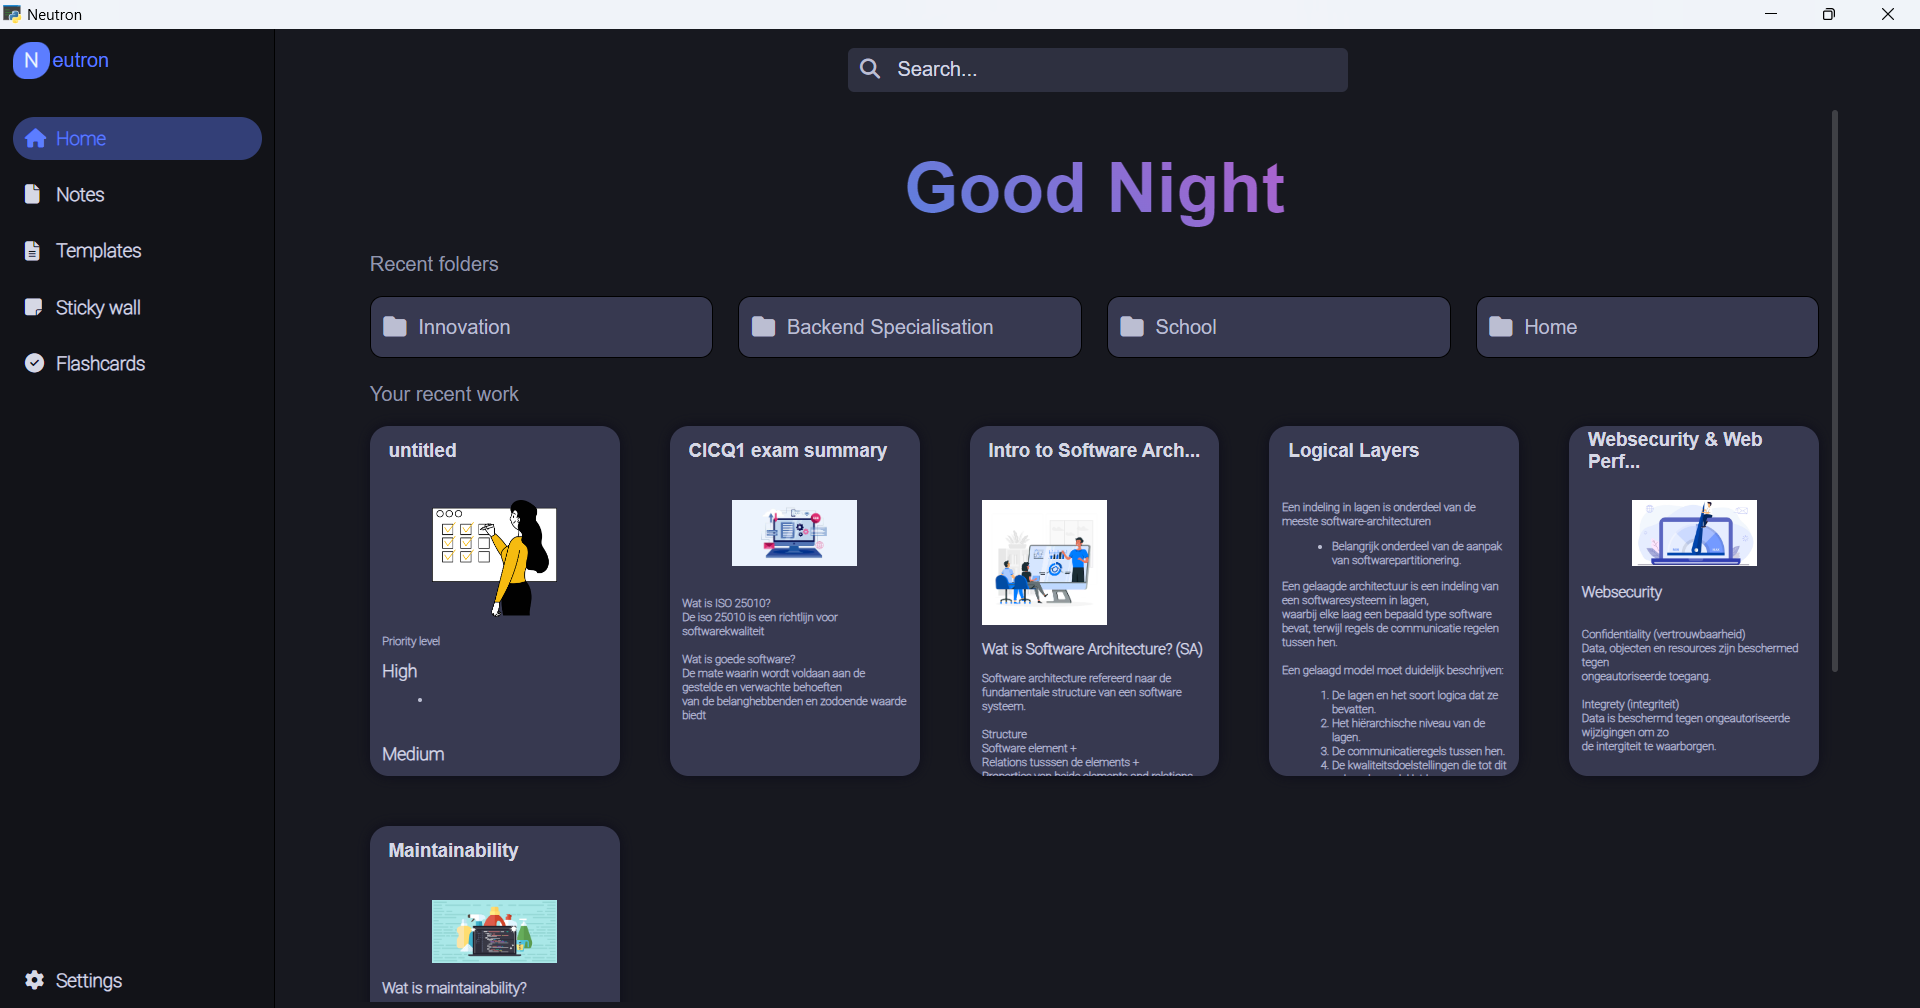 Neutron
Neutron
Search...
Home
Notes
Templates
Sticky wall
Flashcards
Settings
Good Night
Recent folders
Innovation
Backend Specialisation
School
Home
Your recent work
untitled
Priority level
High
Medium
CICQ1 exam summary
Wat is ISO 25010?
De iso 25010 is een richtlijn voor
softwarekwaliteit
Wat is goede software?
De mate waarin wordt voldaan aan de
gestelde en verwachte behoeften
van de belanghebbenden en zodoende waarde
biedt
Intro to Software Arch...
Wat is Software Architecture? (SA)
Software architecture refereerd naar de
fundamentale structure van een software
systeem.
Structure
Software element +
Relations tusssen de elements +
Properties van beide elements and relations
Logical Layers
Een indeling in lagen is onderdeel van de
meeste software-architecturen
• Belangrijk onderdeel van de aanpak
van softwarepartitionering.
Een gelaagde architectuur is een indeling van
een softwaresysteem in lagen,
waarbij elke laag een bepaald type software
bevat, terwijl regels de communicatie regelen
tussen hen.
Een gelaagd model moet duidelijk beschrijven:
1. De lagen en het soort logica dat ze
bevatten.
2. Het hiërarchische niveau van de
lagen.
3. De communicatieregels tussen hen.
4. De kwaliteitsdoelstellingen die tot dit
Websecurity & Web
Perf...
Websecurity
Confidentiality (vertrouwbaarheid)
Data, objecten en resources zijn beschermed
tegen
ongeautoriseerde toegang.
Integrety (integriteit)
Data is beschermd tegen ongeautoriseerde
wijzigingen om zo
de intergiteit te waarborgen.
Maintainability
Wat is maintainability?